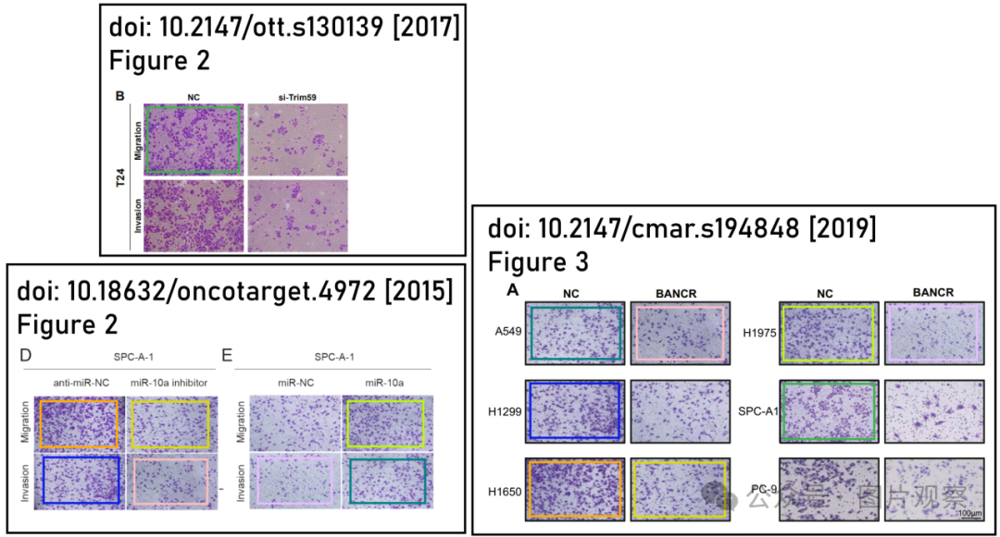 doi: 10.2147/ott.s130139 [2017]
Figure 2
B
NC
si-Trim59
T24
Migration
Invasion
doi: 10.18632/oncotarget.4972 [2015]
Figure 2
D
SPC-A-1
anti-miR-NC
miR-10a inhibitor
Migration
Invasion
E
SPC-A-1
miR-NC
miR-10a
Migration
Invasion
doi: 10.2147/cmar.s194848 [2019]
Figure 3
A
NC
BANCR
NC
BANCR
A549
H1975
H1299
SPC-A1
H1650
PC-9
100μm
公众号 · 图片观察